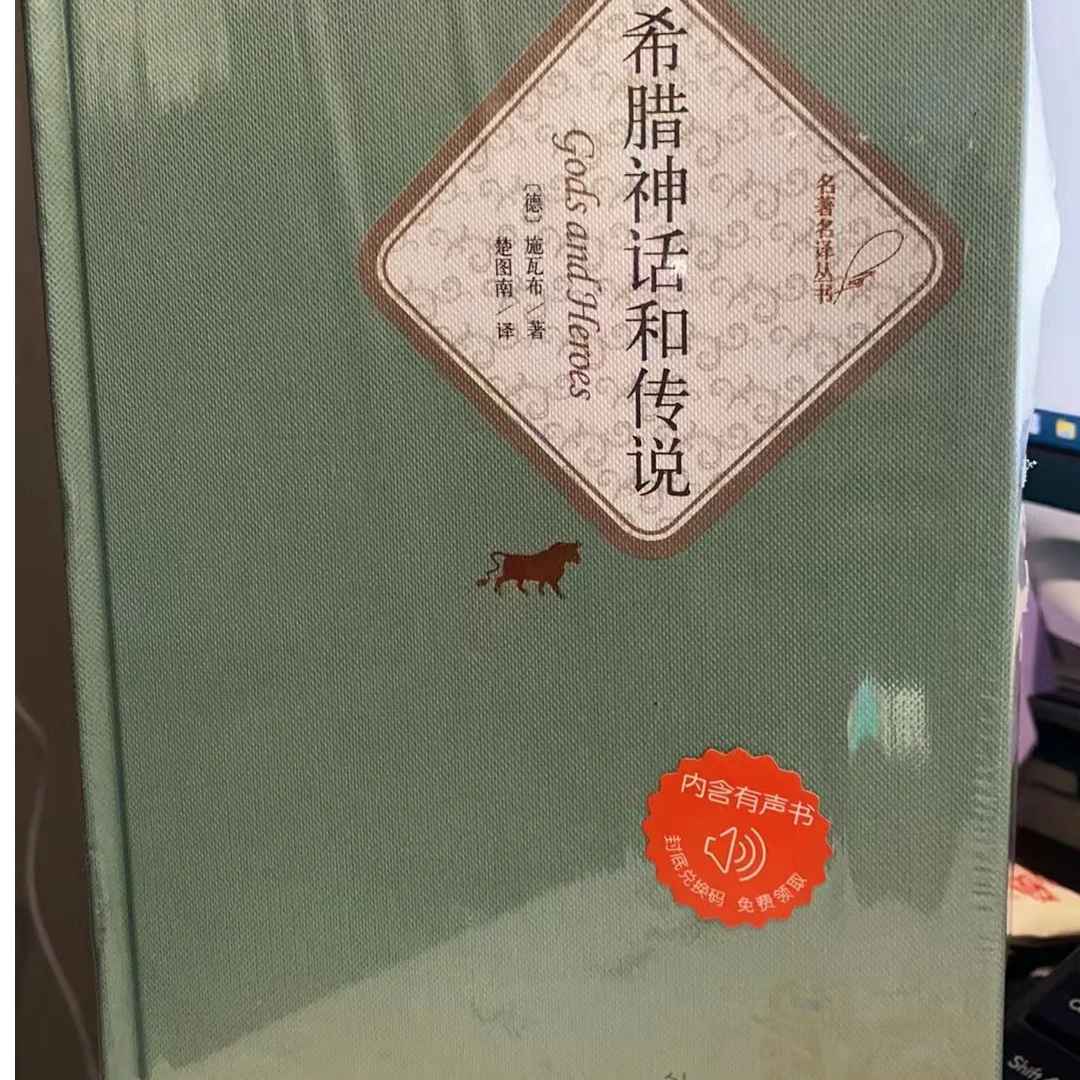 名著名译丛书
希腊神话和传说
Gods and Heroes
〔德〕施瓦布／著
楚图南／译
内含有声书
封底兑换码 免费领取
Shift